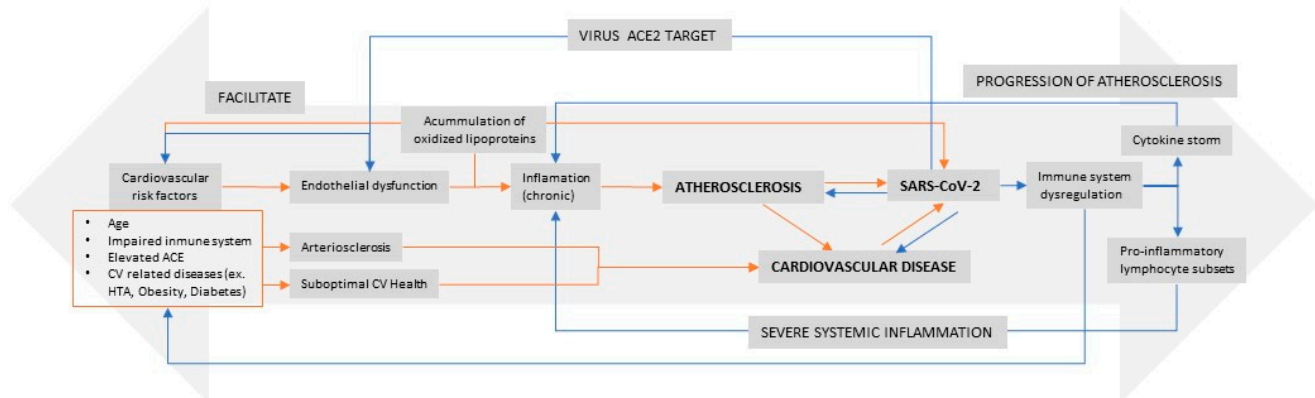 VIRUS ACE2 TARGET
PROGRESSION OF ATHEROSCLEROSIS
FACILITATE
Acummulation of
oxidized lipoproteins
Cytokine storm
Cardiovascular
risk factors
Endothelial dysfunction
Inflamation
(chronic)
ATHEROSCLEROSIS
SARS-CoV-2
Immune system
dysregulation
• Age
• Impaired inmune system
• Elevated ACE
• CV related diseases (ex.
HTA, Obesity, Diabetes)
Arteriosclerosis
Suboptimal CV Health
CARDIOVASCULAR DISEASE
Pro-inflammatory
lymphocyte subsets
SEVERE SYSTEMIC INFLAMMATION